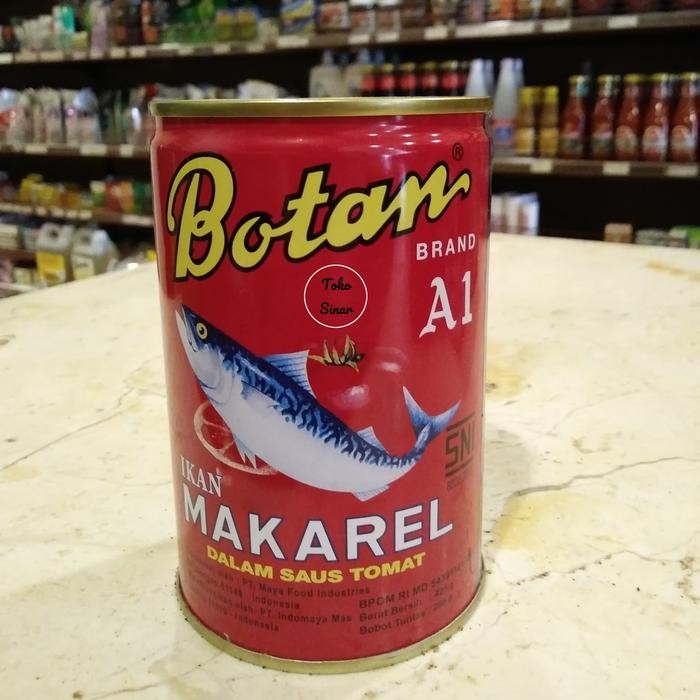 Botan®
BRAND
A1
Toko
Sinar
SNI
IKAN
MAKAREL
DALAM SAUS TOMAT
PT. Maya Food Industries
Indonesia
oleh: PT. Indomaya Mas
- Indonesia
BPOM RI MD
Berat Bersih
Bobot Tuntas